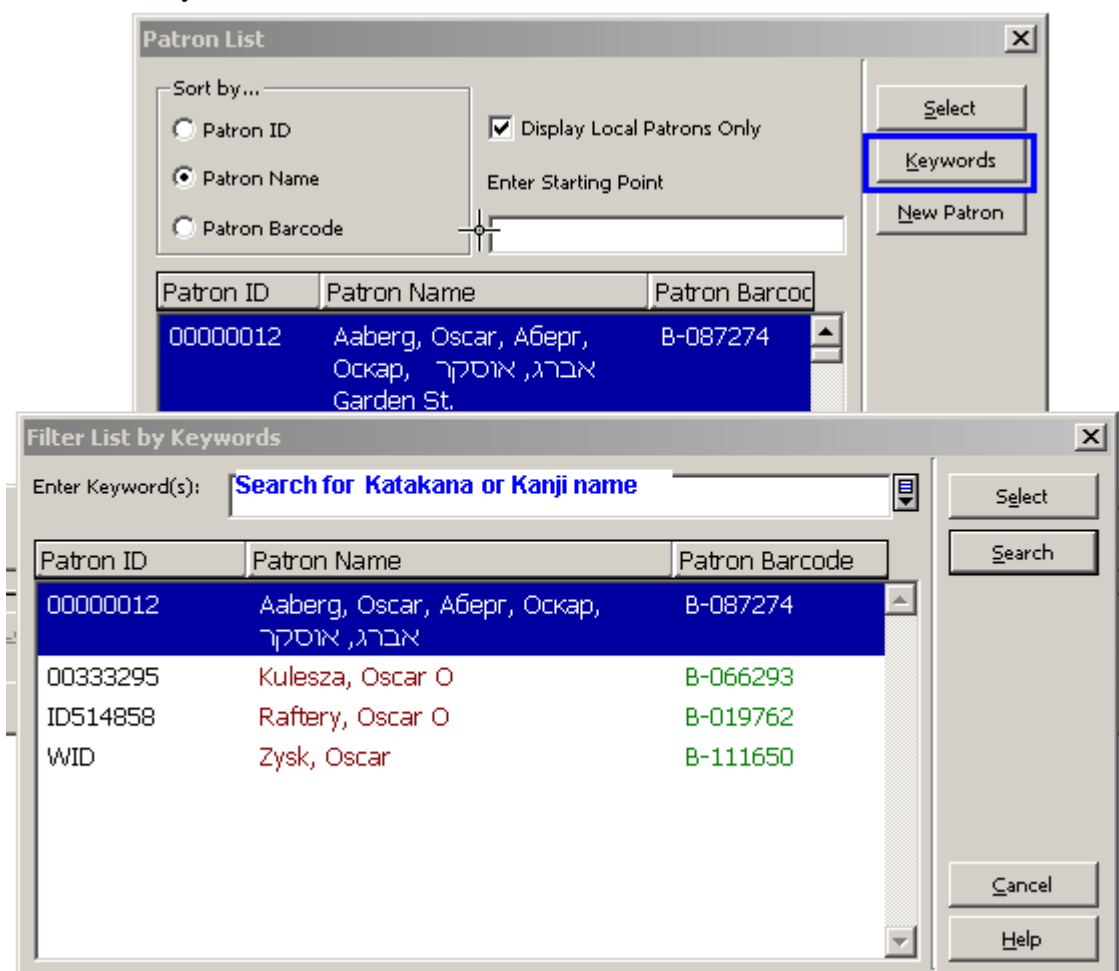 Patron List
Sort by...
Patron ID
Patron Name
Patron Barcode
Display Local Patrons Only
Enter Starting Point
Select
Keywords
New Patron
Patron ID Patron Name Patron Barcod
00000012 Aaberg, Oscar, Аберг, B-087274
Оскар, אברג, אוסקר
Garden St.
Filter List by Keywords
Enter Keyword(s): Search for Katakana or Kanji name
Select
Search
Patron ID Patron Name Patron Barcode
00000012 Aaberg, Oscar, Аберг, Оскар, B-087274
אברג, אוסקר
00333295 Kulesza, Oscar O B-066293
ID514858 Raftery, Oscar O B-019762
WID Zysk, Oscar B-111650
Cancel
Help